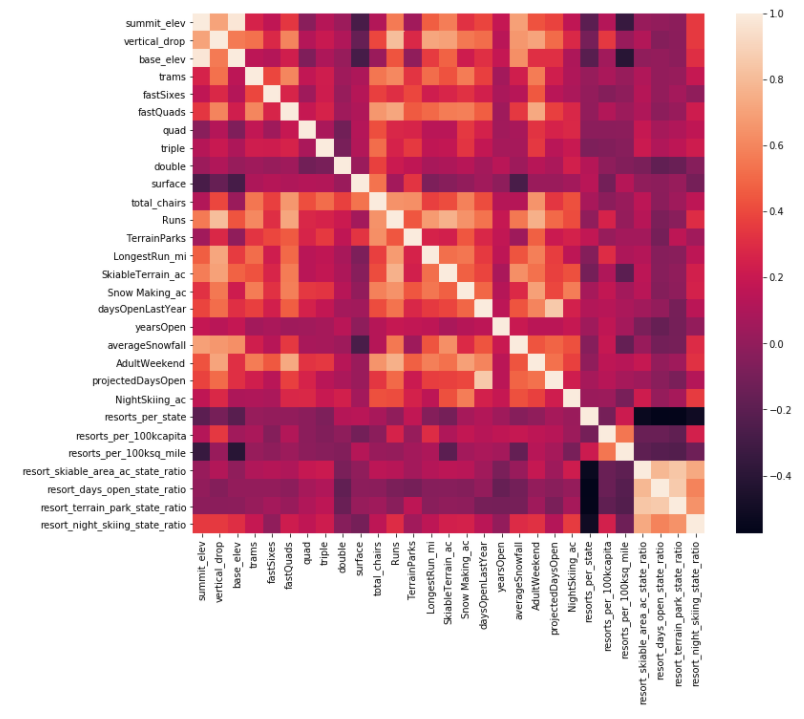 summit_elev
vertical_drop
base_elev
trams
fastSixes
fastQuads
quad
triple
double
surface
total_chairs
Runs
TerrainParks
LongestRun_mi
SkiableTerrain_ac
Snow Making_ac
daysOpenLastYear
yearsOpen
averageSnowfall
AdultWeekend
projectedDaysOpen
NightSkiing_ac
resorts_per_state
resorts_per_100kcapita
resorts_per_100ksq_mile
resort_skiable_area_ac_state_ratio
resort_days_open_state_ratio
resort_terrain_park_state_ratio
resort_night_skiing_state_ratio
summit_elev
vertical_drop
base_elev
trams
fastSixes
fastQuads
quad
triple
double
surface
total_chairs
Runs
TerrainParks
LongestRun_mi
SkiableTerrain_ac
Snow Making_ac
daysOpenLastYear
yearsOpen
averageSnowfall
AdultWeekend
projectedDaysOpen
NightSkiing_ac
resorts_per_state
resorts_per_100kcapita
resorts_per_100ksq_mile
resort_skiable_area_ac_state_ratio
resort_days_open_state_ratio
resort_terrain_park_state_ratio
resort_night_skiing_state_ratio
1.0
0.8
0.6
0.4
0.2
0.0
−0.2
−0.4